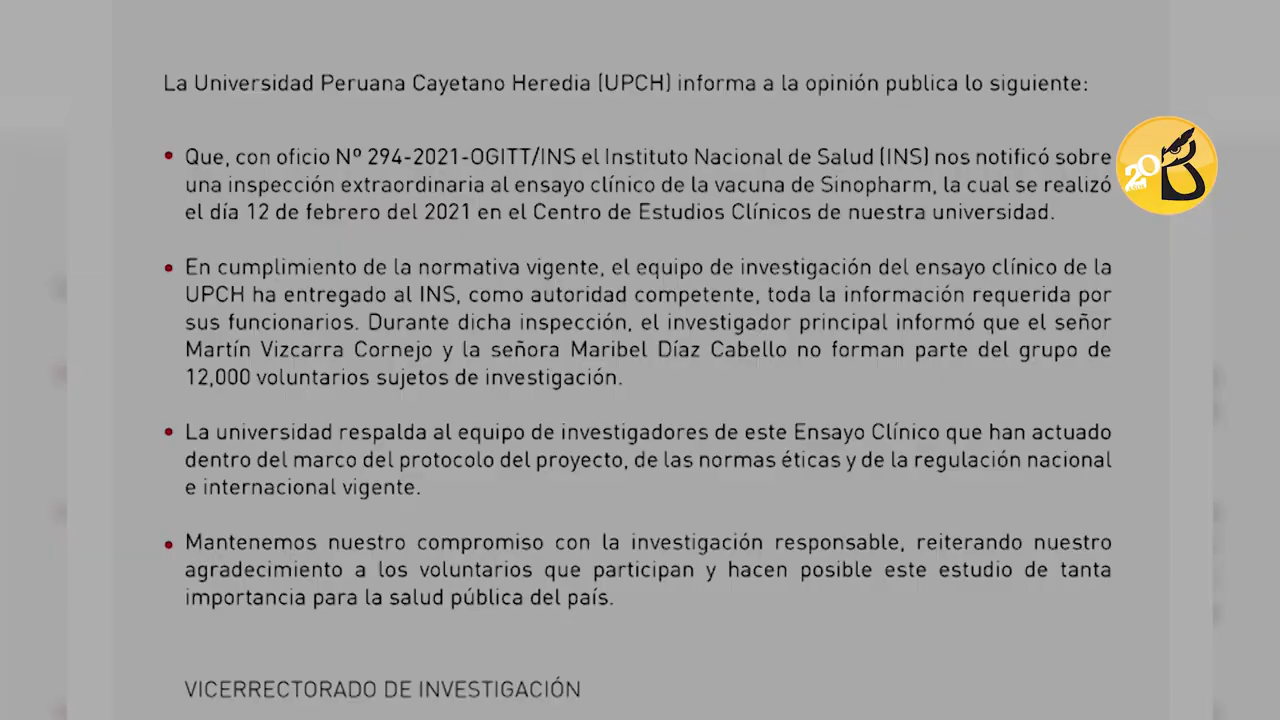 La Universidad Peruana Cayetano Heredia (UPCH) informa a la opinión publica lo siguiente:
• Que, con oficio Nº 294-2021-OGITT/INS el Instituto Nacional de Salud (INS) nos notificó sobre
una inspección extraordinaria al ensayo clínico de la vacuna de Sinopharm, la cual se realizó
el día 12 de febrero del 2021 en el Centro de Estudios Clínicos de nuestra universidad.
• En cumplimiento de la normativa vigente, el equipo de investigación del ensayo clínico de la
UPCH ha entregado al INS, como autoridad competente, toda la información requerida por
sus funcionarios. Durante dicha inspección, el investigador principal informó que el señor
Martín Vizcarra Cornejo y la señora Maribel Díaz Cabello no forman parte del grupo de
12,000 voluntarios sujetos de investigación.
• La universidad respalda al equipo de investigadores de este Ensayo Clínico que han actuado
dentro del marco del protocolo del proyecto, de las normas éticas y de la regulación nacional
e internacional vigente.
• Mantenemos nuestro compromiso con la investigación responsable, reiterando nuestro
agradecimiento a los voluntarios que participan y hacen posible este estudio de tanta
importancia para la salud pública del país.
VICERRECTORADO DE INVESTIGACIÓN
20
B